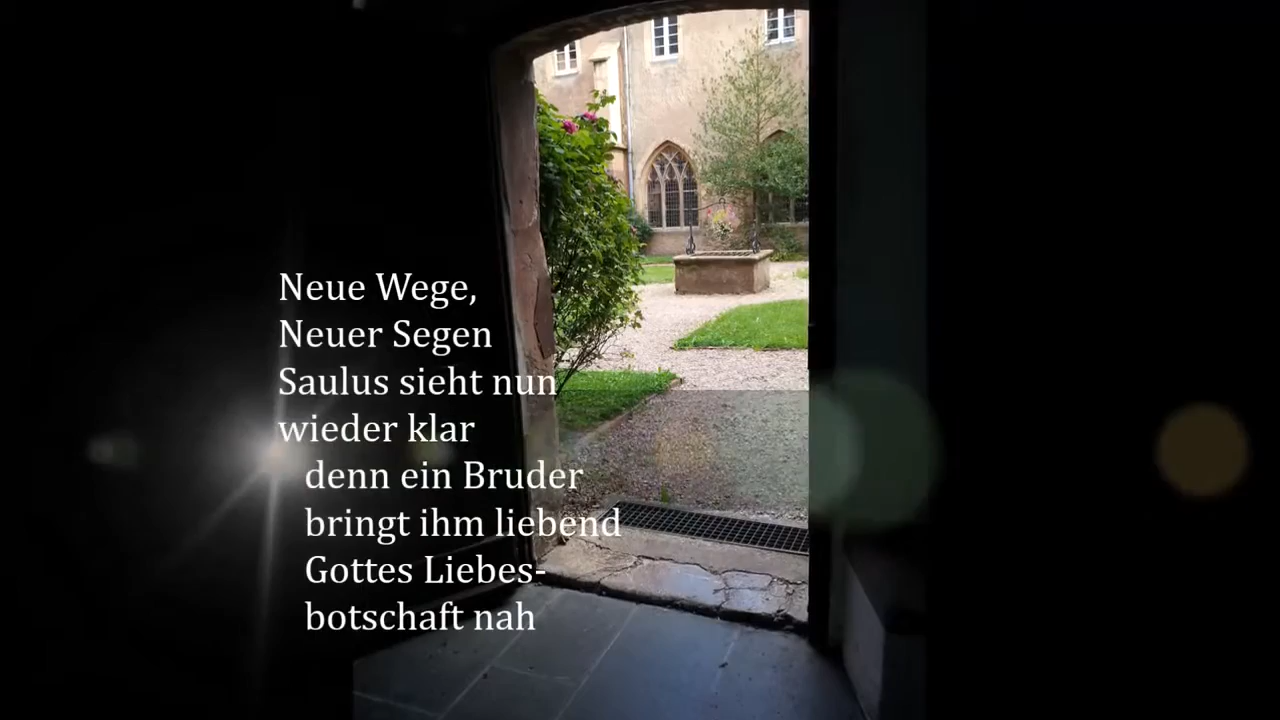 Neue Wege,
Neuer Segen
Saulus sieht nun
wieder klar
denn ein Bruder
bringt ihm liebend
Gottes Liebes-
botschaft nah